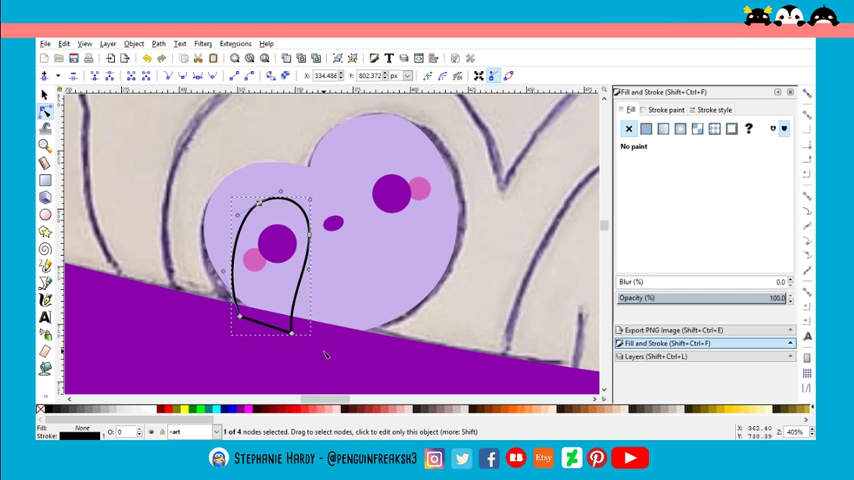 File Edit View Layer Object Path Text Filters Extensions Help
X: 334.486 Y: 802.372 px
Fill and Stroke (Shift+Ctrl+F)
Fill Stroke paint Stroke style
No paint
Blur (%) 0.0
Opacity (%) 100.0
Export PNG Image (Shift+Ctrl+E)
Fill and Stroke (Shift+Ctrl+F)
Layers (Shift+Ctrl+L)
Fill: None
Stroke: 1
O: 0
-art
1 of 4 nodes selected. Drag to select nodes, click to edit only this object (more: Shift)
X: 362.40
Y: 738.39
Z: 405%
STEPHANIE HARDY - @PENGUINFREAKSH3
Etsy